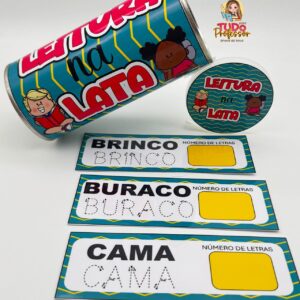 TUDO
Professor
LEITURA
na
LATA
LEITURA
na
LATA
BRINCO
NÚMERO DE LETRAS
BRINCO
BURACO
NÚMERO DE LETRAS
BURACO
CAMA
NÚMERO DE LETRAS
CAMA